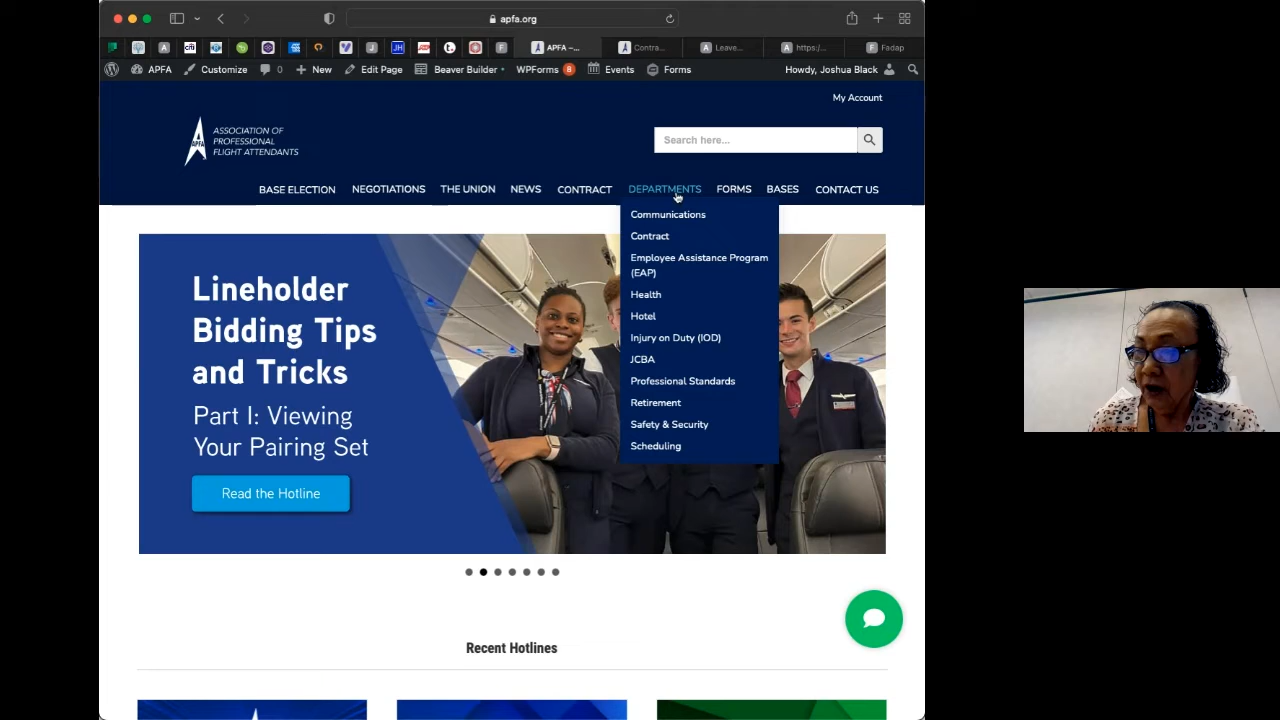 apfa.org
APFA –...
Contra...
Leave...
https:/...
Fadap
APFA
Customize
0
New
Edit Page
Beaver Builder
WPForms 8
Events
Forms
Howdy, Joshua Black
My Account
ASSOCIATION OF
PROFESSIONAL
FLIGHT ATTENDANTS
Search here...
BASE ELECTION NEGOTIATIONS THE UNION NEWS CONTRACT DEPARTMENTS FORMS BASES CONTACT US
Communications
Contract
Employee Assistance Program
(EAP)
Health
Hotel
Injury on Duty (IOD)
JCBA
Professional Standards
Retirement
Safety & Security
Scheduling
Lineholder
Bidding Tips
and Tricks
Part I: Viewing
Your Pairing Set
Read the Hotline
Recent Hotlines